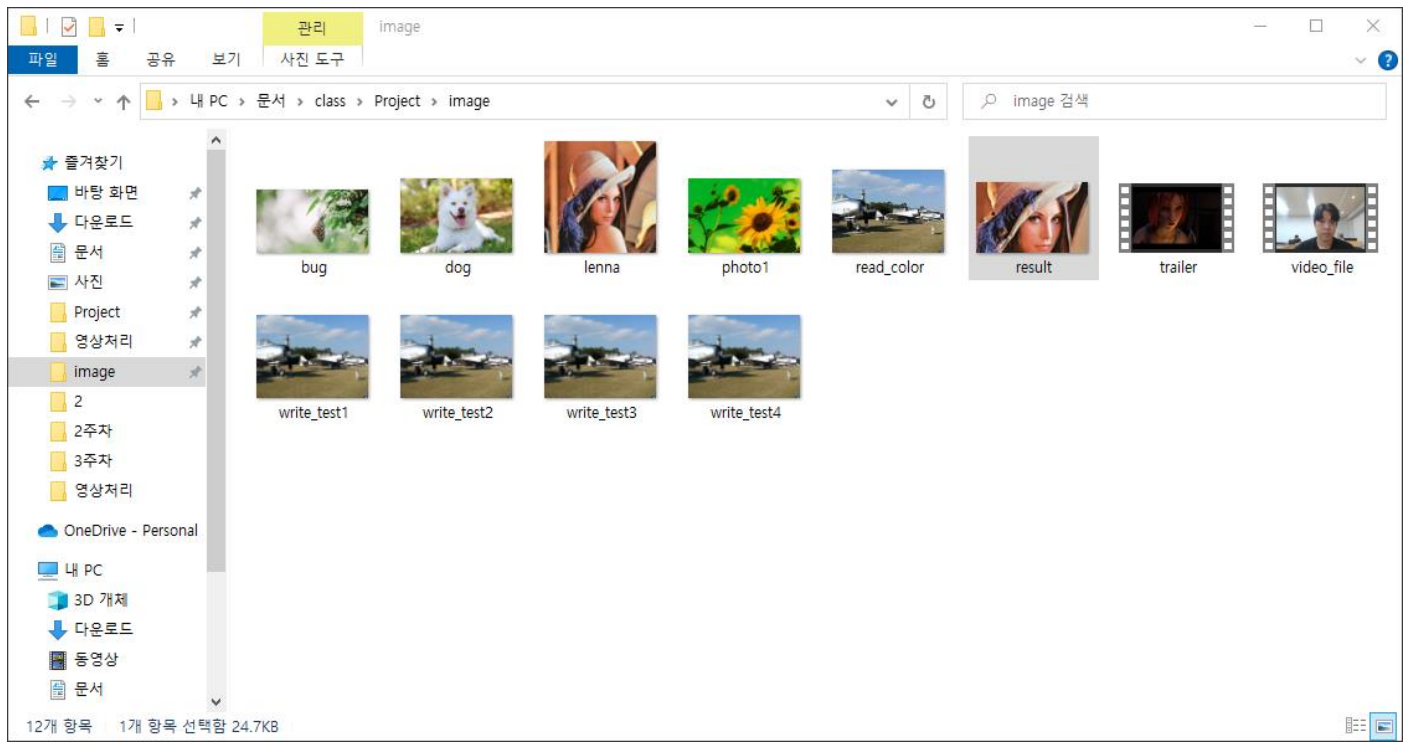 관리
image
파일
홈
공유
보기
사진 도구
내 PC > 문서 > class > Project > image
image 검색
즐겨찾기
바탕 화면
다운로드
문서
사진
Project
영상처리
image
2
2주차
3주차
영상처리
OneDrive - Personal
내 PC
3D 개체
다운로드
동영상
문서
bug
dog
lenna
photo1
read_color
result
trailer
video_file
write_test1
write_test2
write_test3
write_test4
12개 항목
1개 항목 선택함 24.7KB